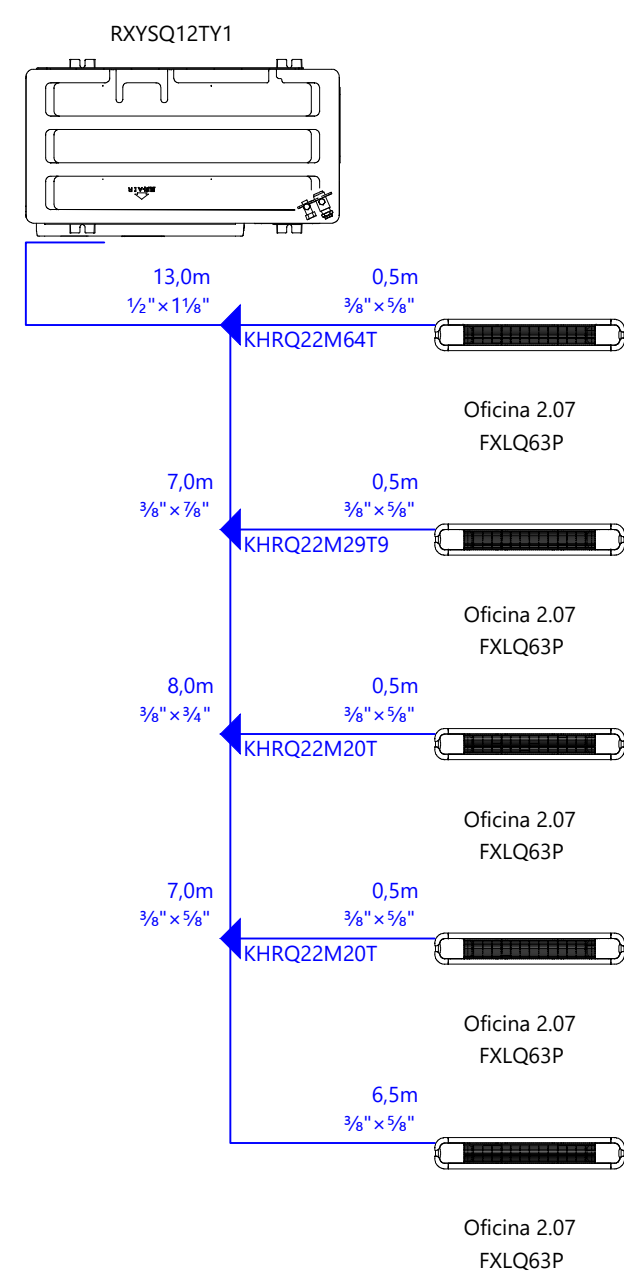 RXYSQ12TY1
13,0m
½"×1⅛"
0,5m
⅜"×⅝"
KHRQ22M64T
Oficina 2.07
FXLQ63P
7,0m
⅜"×⅞"
0,5m
⅜"×⅝"
KHRQ22M29T9
Oficina 2.07
FXLQ63P
8,0m
⅜"×¾"
0,5m
⅜"×⅝"
KHRQ22M20T
Oficina 2.07
FXLQ63P
7,0m
⅜"×⅝"
0,5m
⅜"×⅝"
KHRQ22M20T
Oficina 2.07
FXLQ63P
6,5m
⅜"×⅝"
Oficina 2.07
FXLQ63P